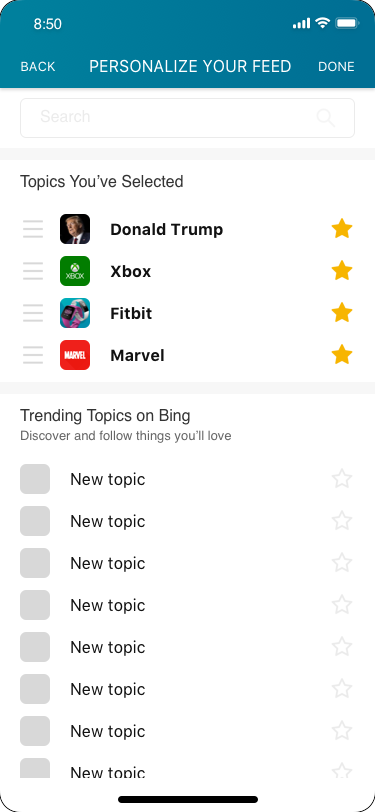 8:50
BACK PERSONALIZE YOUR FEED DONE
Search
Topics You've Selected
Donald Trump
XBOX
Xbox
Fitbit
MARVEL
Marvel
Trending Topics on Bing
Discover and follow things you'll love
New topic
New topic
New topic
New topic
New topic
New topic
New topic
New topic